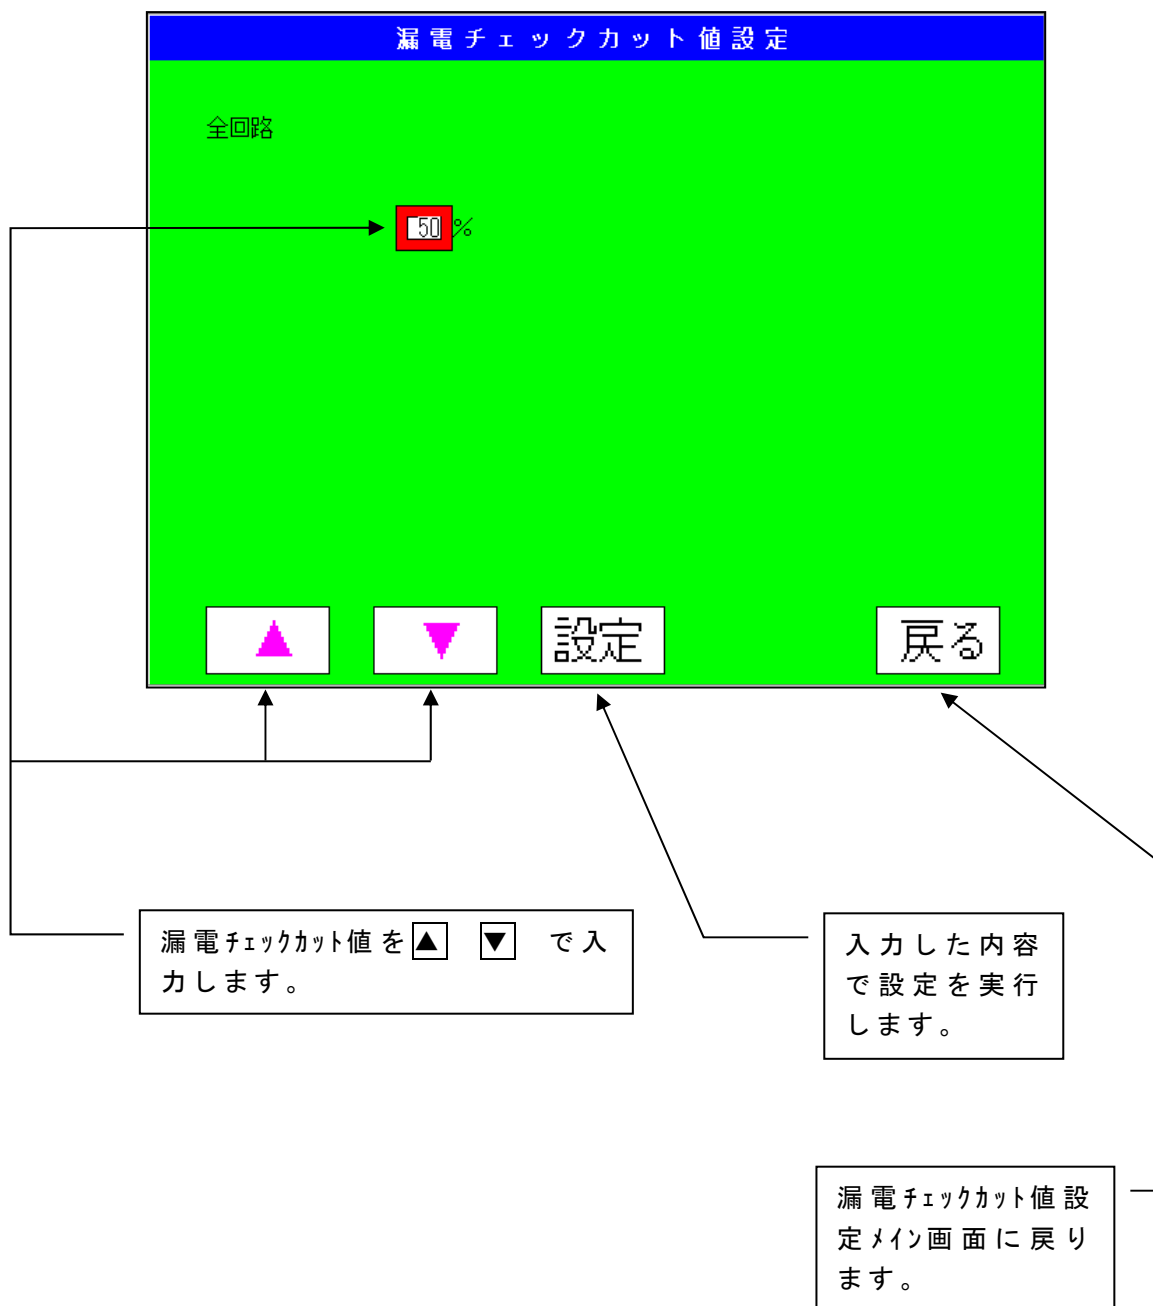 漏電チェックカット値設定
全回路
50%
▲ ▼ 設定 戻る
漏電ﾁｪｯｸｶｯﾄ値を▲ ▼ で入
力します。
入力した内容
で設定を実行
します。
漏電ﾁｪｯｸｶｯﾄ値設
定ﾒｲﾝ画面に戻り
ます。